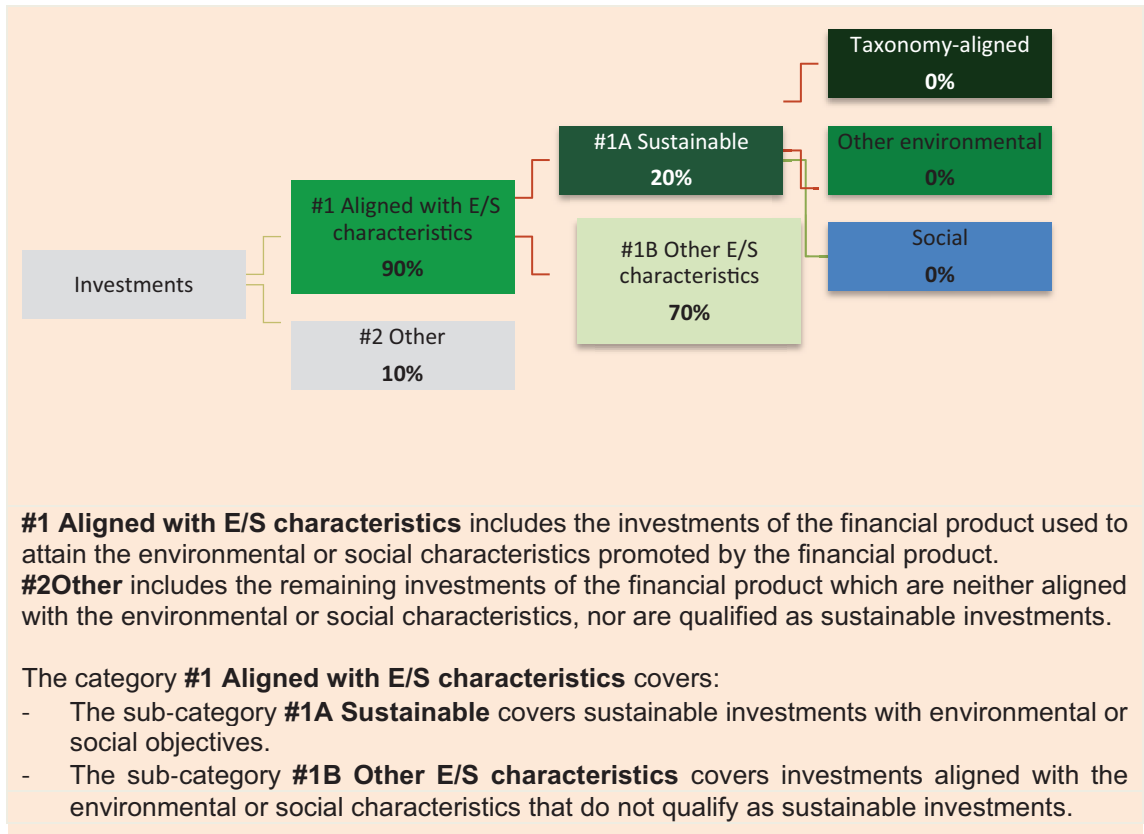 Taxonomy-aligned
0%
#1A Sustainable
20%
Other environmental
0%
#1 Aligned with E/S
characteristics
90%
#1B Other E/S
characteristics
70%
Social
0%
Investments
#2 Other
10%
#1 Aligned with E/S characteristics includes the investments of the financial product used to
attain the environmental or social characteristics promoted by the financial product.
#2Other includes the remaining investments of the financial product which are neither aligned
with the environmental or social characteristics, nor are qualified as sustainable investments.
The category #1 Aligned with E/S characteristics covers:
- The sub-category #1A Sustainable covers sustainable investments with environmental or
social objectives.
- The sub-category #1B Other E/S characteristics covers investments aligned with the
environmental or social characteristics that do not qualify as sustainable investments.